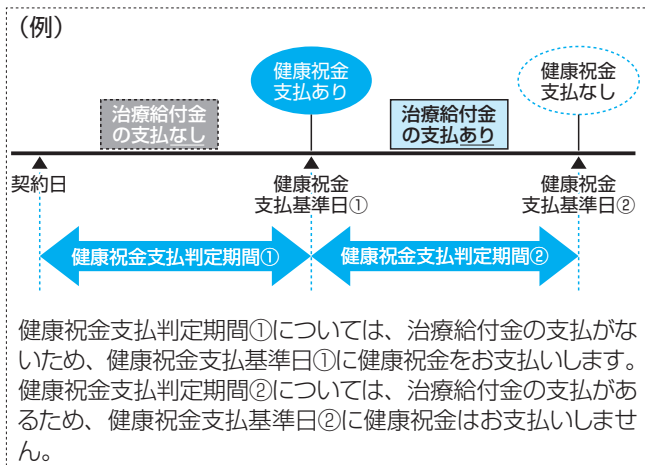 (例)
健康祝金
支払あり
健康祝金
支払なし
治療給付金
の支払なし
治療給付金
の支払あり
契約日
健康祝金
支払基準日①
健康祝金
支払基準日②
健康祝金支払判定期間①
健康祝金支払判定期間②
健康祝金支払判定期間①については、治療給付金の支払がな
いため、健康祝金支払基準日①に健康祝金をお支払いします。
健康祝金支払判定期間②については、治療給付金の支払があ
るため、健康祝金支払基準日②に健康祝金はお支払いしませ
ん。